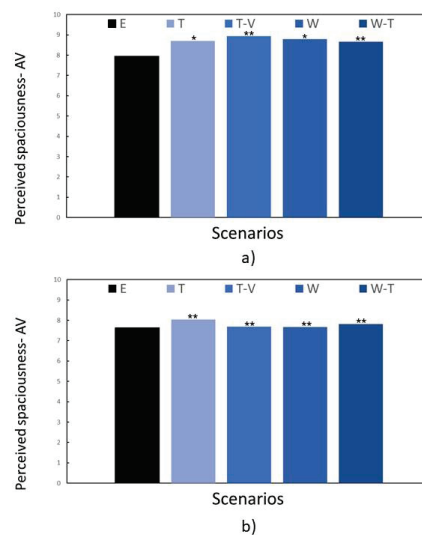 E T T-V W W-T
10
9
8
7
6
5
4
3
2
1
0
* ** * **
Perceived spaciousness- AV
Scenarios
a)
E T T-V W W-T
10
9
8
7
6
5
4
3
2
1
0
** ** ** **
Perceived spaciousness- AV
Scenarios
b)